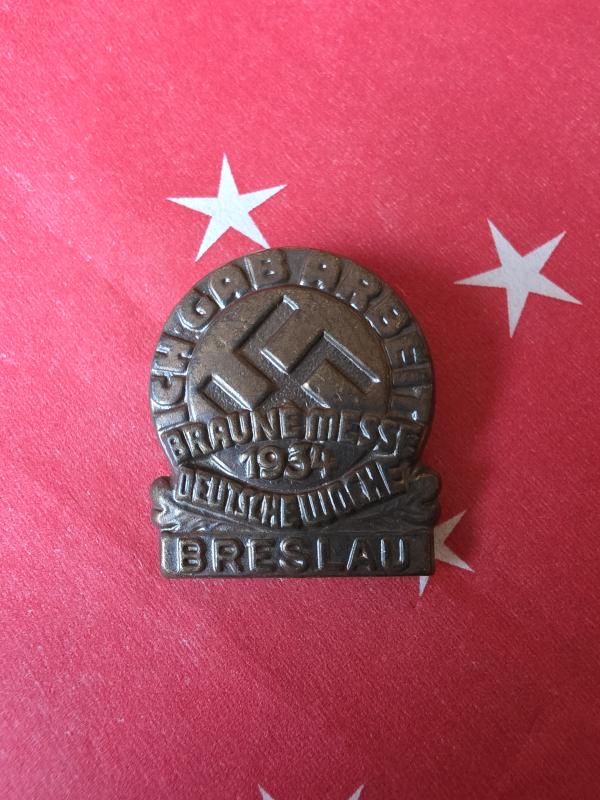 ICH GAB ARBEIT
BRAUNE MESSE
1934
DEUTSCHE WOCHE
BRESLAU